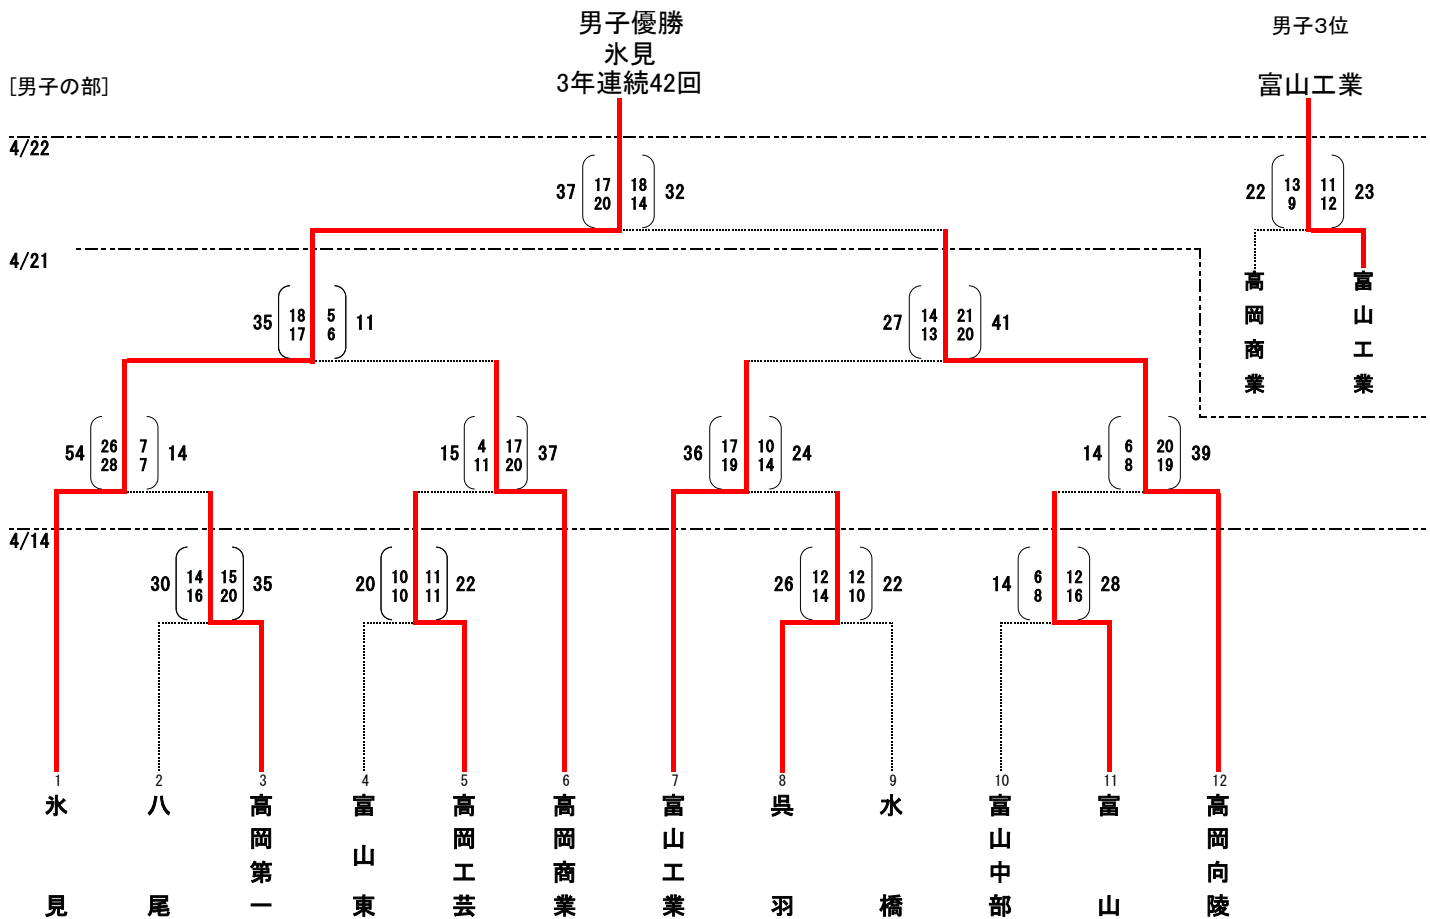 男子優勝
氷見
3年連続42回
男子3位
富山工業
[男子の部]
4/22
37 17 18 32
20 14
22 13 11 23
9 12
4/21
高岡商業
富山工業
35 18 5 11
17 6
27 14 21 41
13 20
54 26 7 14
28 7
15 4 17 37
11 20
36 17 10 24
19 14
14 6 20 39
8 19
4/14
30 14 15 35
16 20
20 10 11 22
10 11
26 12 12 22
14 10
14 6 12 28
8 16
1 2 3 4 5 6 7 8 9 10 11 12
氷見
八尾
高岡第一
富山東
高岡工芸
高岡商業
富山工業
呉羽
水橋
富山中部
富山
高岡向陵